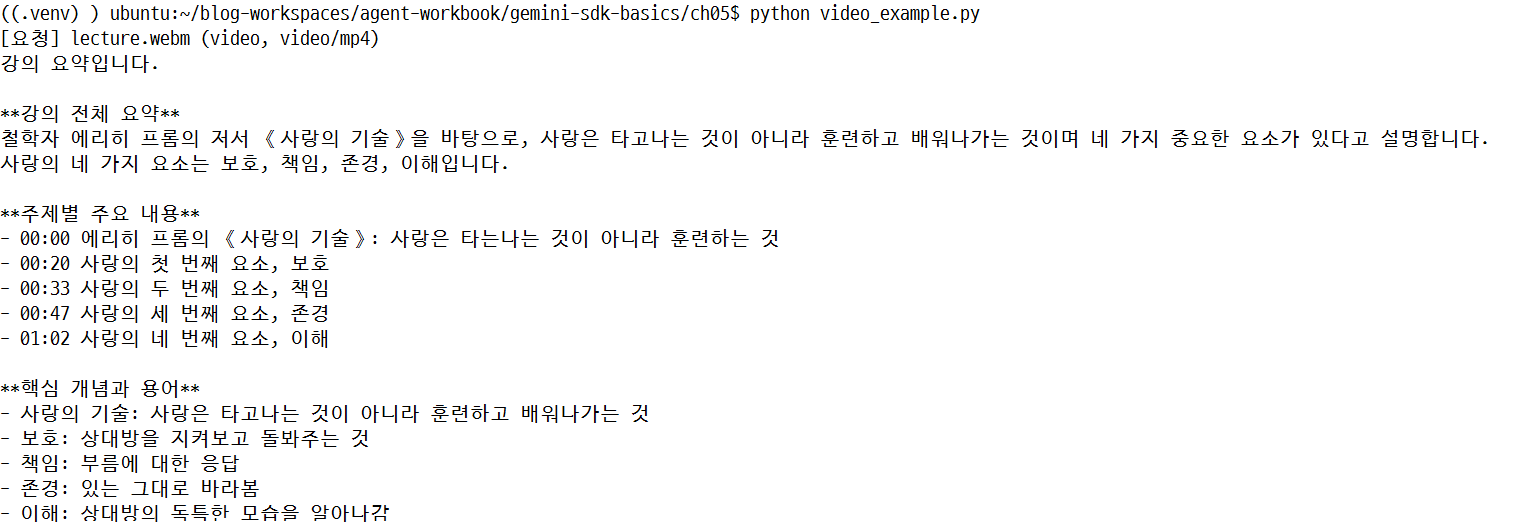 ((.venv) ) ubuntu:~/blog-workspaces/agent-workbook/gemini-sdk-basics/ch05$ python video_example.py
[요청] lecture.webm (video, video/mp4)
강의 요약입니다.
**강의 전체 요약**
철학자 에리히 프롬의 저서 《사랑의 기술》을 바탕으로, 사랑은 타고나는 것이 아니라 훈련하고 배워나가는 것이며 네 가지 중요한 요소가 있다고 설명합니다.
사랑의 네 가지 요소는 보호, 책임, 존경, 이해입니다.
**주제별 주요 내용**
- 00:00 에리히 프롬의 《사랑의 기술》: 사랑은 타는나는 것이 아니라 훈련하는 것
- 00:20 사랑의 첫 번째 요소, 보호
- 00:33 사랑의 두 번째 요소, 책임
- 00:47 사랑의 세 번째 요소, 존경
- 01:02 사랑의 네 번째 요소, 이해
**핵심 개념과 용어**
- 사랑의 기술: 사랑은 타고나는 것이 아니라 훈련하고 배워나가는 것
- 보호: 상대방을 지켜보고 돌봐주는 것
- 책임: 부름에 대한 응답
- 존경: 있는 그대로 바라봄
- 이해: 상대방의 독특한 모습을 알아나감